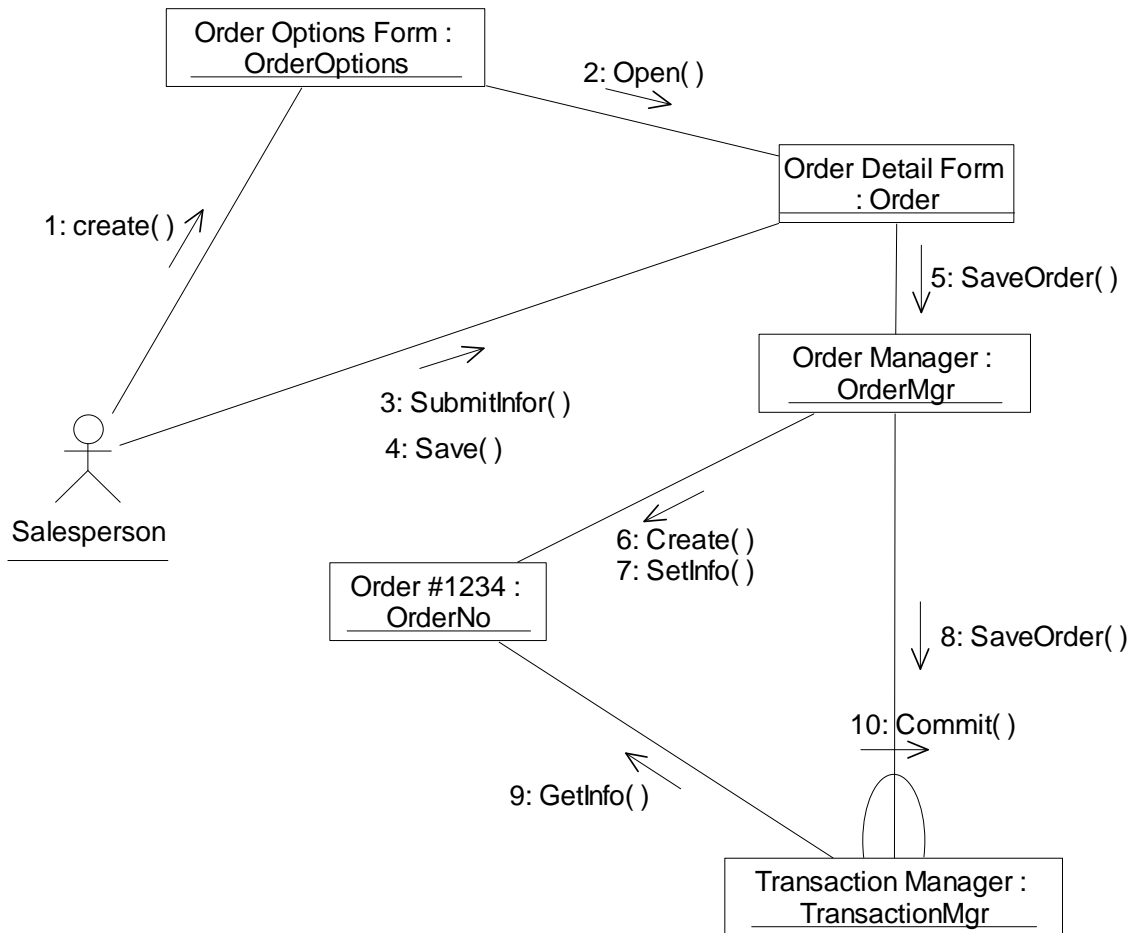 Order Options Form :
OrderOptions
2: Open( )
Order Detail Form
: Order
1: create( )
5: SaveOrder( )
Order Manager :
OrderMgr
3: SubmitInfor( )
4: Save( )
Salesperson
6: Create( )
7: SetInfo( )
Order #1234 :
OrderNo
8: SaveOrder( )
10: Commit( )
9: GetInfo( )
Transaction Manager :
TransactionMgr